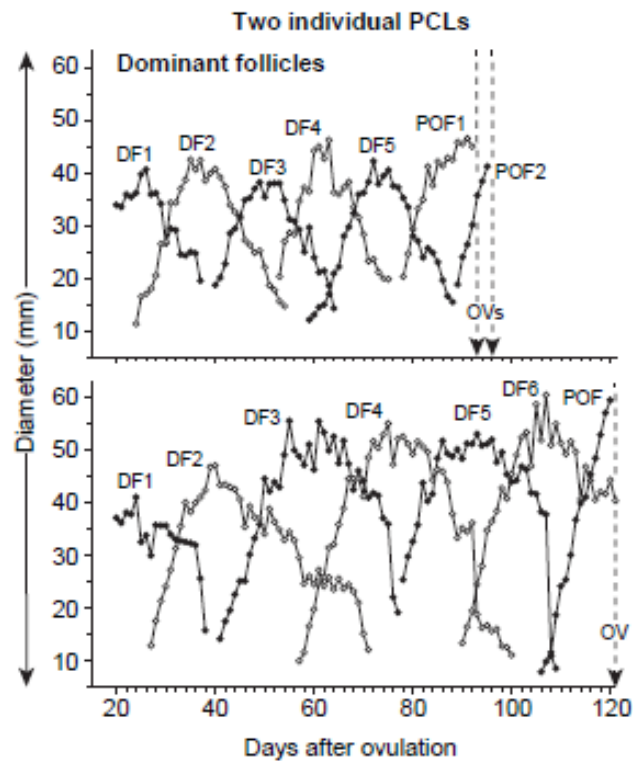 Two individual PCLs
Dominant follicles
60
50
40
30
20
10
DF1
DF2
DF3
DF4
DF5
POF1
POF2
OVs
Diameter (mm)
60
50
40
30
20
10
DF1
DF2
DF3
DF4
DF5
DF6
POF
OV
20 40 60 80 100 120
Days after ovulation